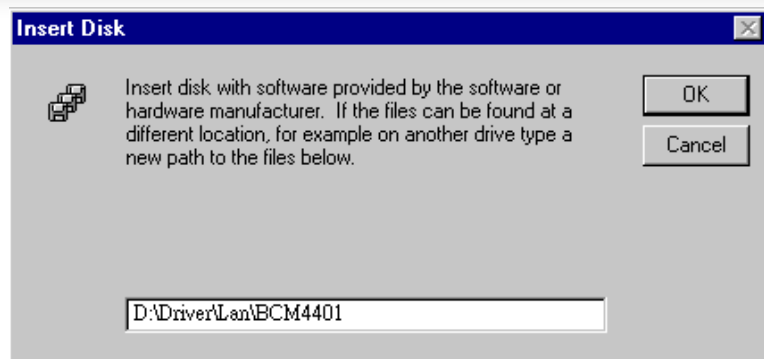 Insert Disk
Insert disk with software provided by the software or
hardware manufacturer.  If the files can be found at a
different location, for example on another drive type a
new path to the files below.
OK
Cancel
D:\Driver\Lan\BCM4401